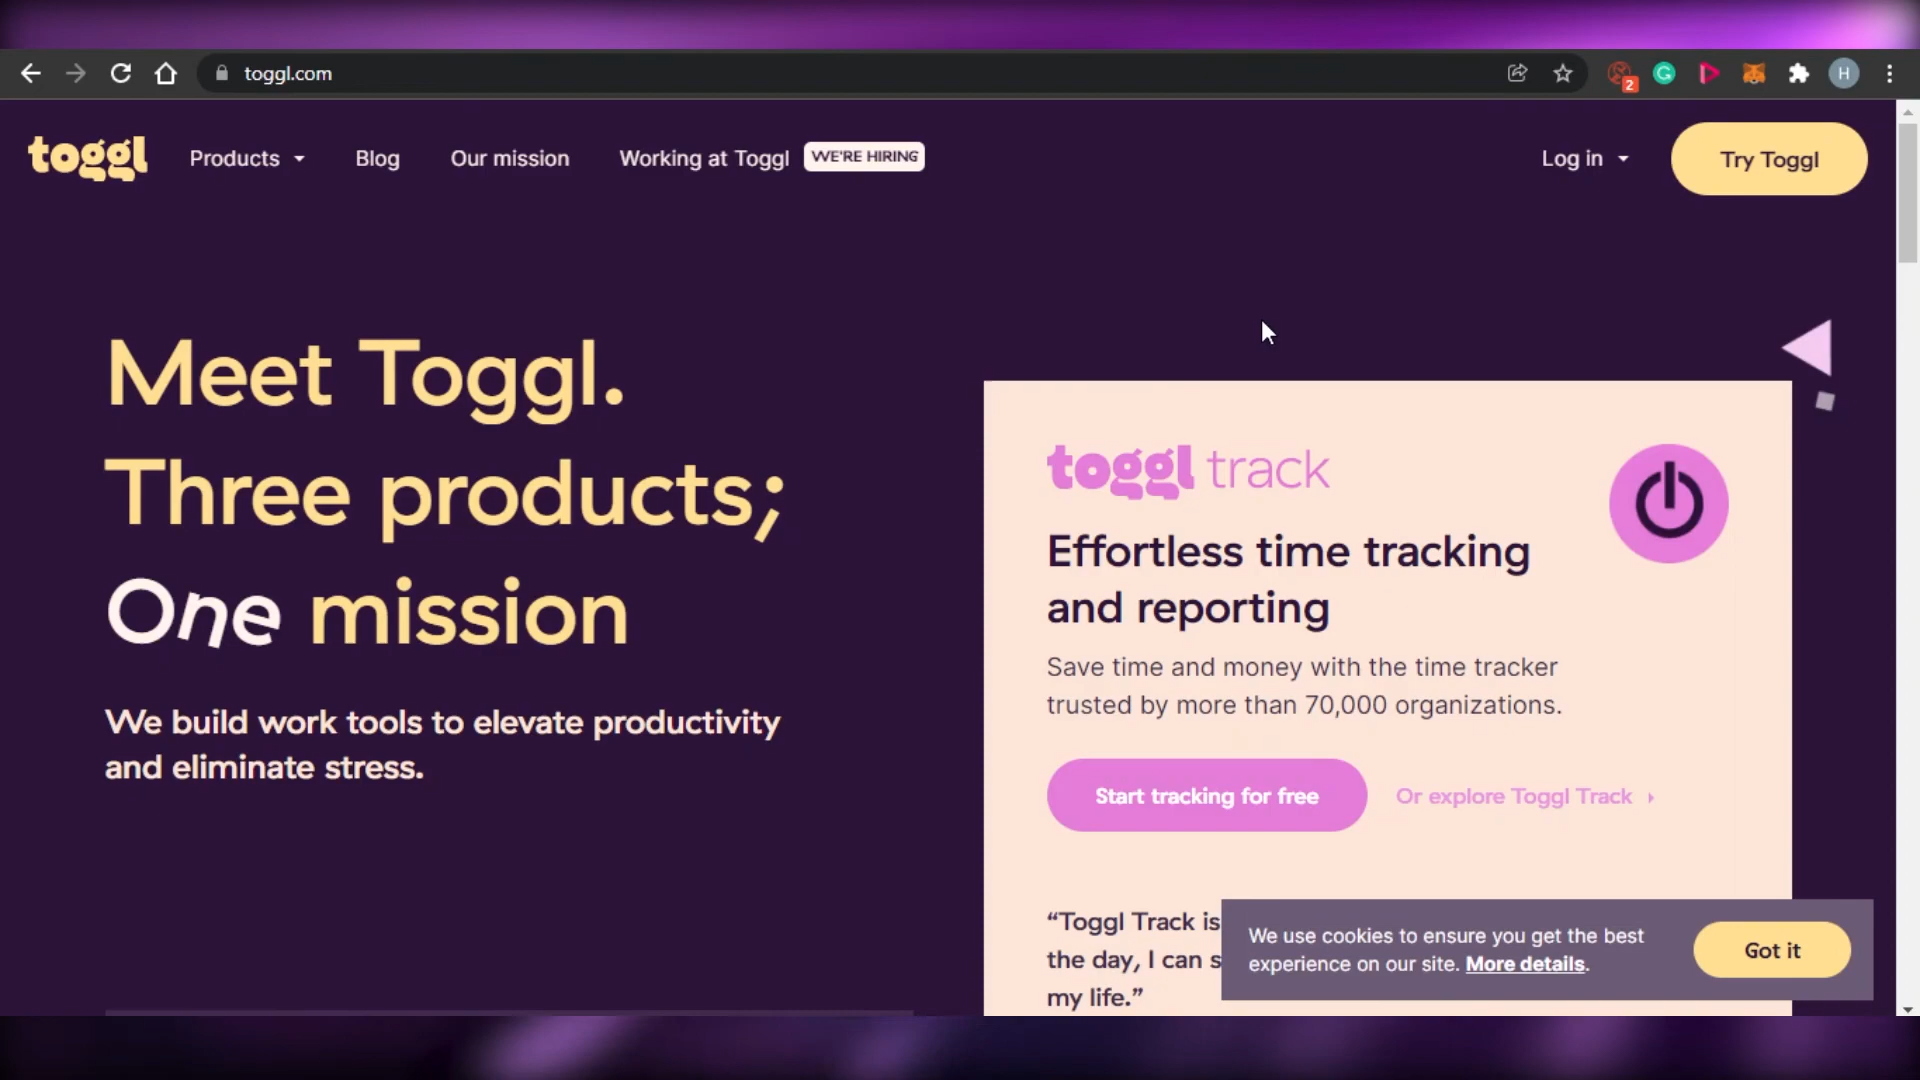 toggl.com
2
G
H
toggl
Products
Blog
Our mission
Working at Toggl
WE'RE HIRING
Log in
Try Toggl
Meet Toggl.
Three products;
One mission
We build work tools to elevate productivity
and eliminate stress.
toggl track
Effortless time tracking
and reporting
Save time and money with the time tracker
trusted by more than 70,000 organizations.
Start tracking for free
Or explore Toggl Track
“Toggl Track is
the day, I can s
my life.”
We use cookies to ensure you get the best
experience on our site. More details.
Got it